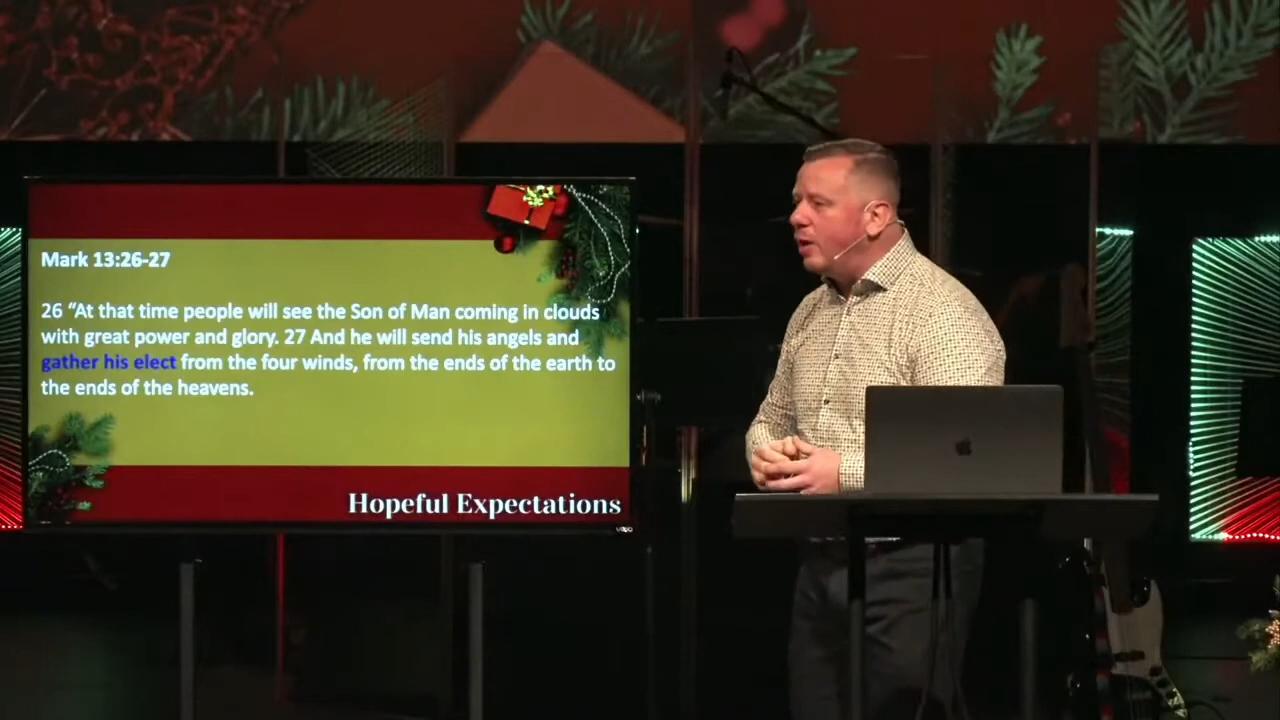 Mark 13:26-27
26 “At that time people will see the Son of Man coming in clouds
with great power and glory. 27 And he will send his angels and
gather his elect from the four winds, from the ends of the earth to
the ends of the heavens.
Hopeful Expectations
VIZIO